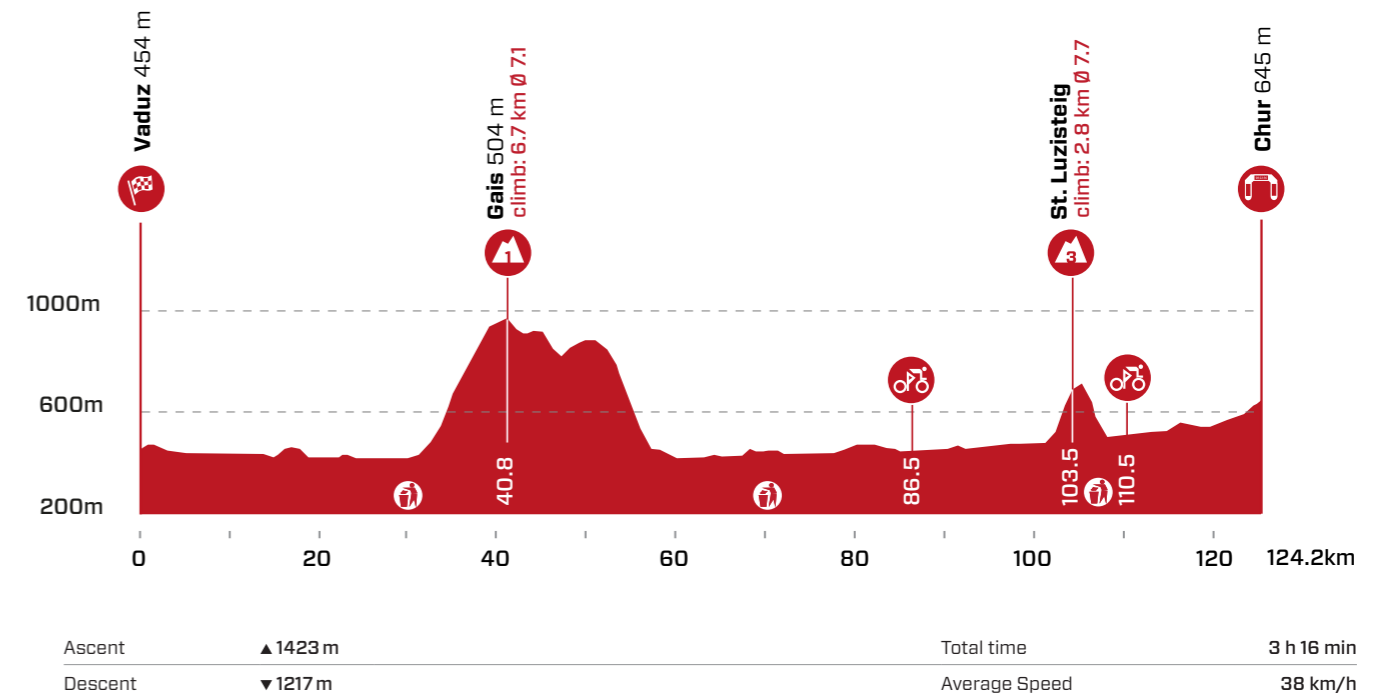 Vaduz 454 m
Gais 504 m
climb: 6.7 km Ø 7.1
St. Luzisteig
climb: 2.8 km Ø 7.7
Chur 645 m
1
3
1000m
600m
200m
40.8
86.5
103.5
110.5
0
20
40
60
80
100
120
124.2km
Ascent ▲1423 m
Total time 3 h 16 min
Descent ▼1217 m
Average Speed 38 km/h